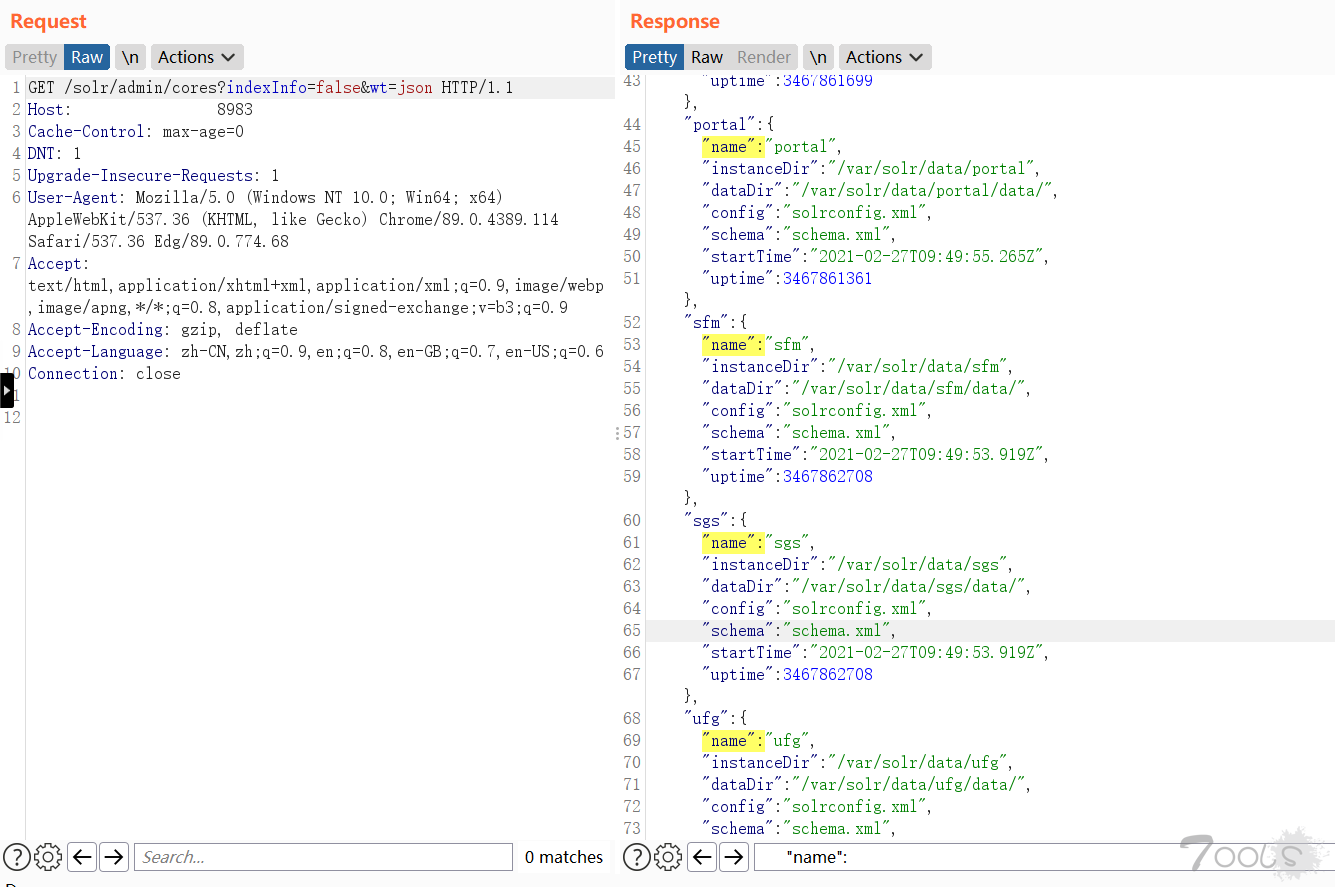 Request
Pretty Raw \n Actions
1 GET /solr/admin/cores?indexInfo=false&wt=json HTTP/1.1
2 Host: 8983
3 Cache-Control: max-age=0
4 DNT: 1
5 Upgrade-Insecure-Requests: 1
6 User-Agent: Mozilla/5.0 (Windows NT 10.0; Win64; x64)
AppleWebKit/537.36 (KHTML, like Gecko) Chrome/89.0.4389.114
Safari/537.36 Edg/89.0.774.68
7 Accept:
text/html,application/xhtml+xml,application/xml;q=0.9,image/webp
,image/apng,*/*;q=0.8,application/signed-exchange;v=b3;q=0.9
8 Accept-Encoding: gzip, deflate
9 Accept-Language: zh-CN,zh;q=0.9,en;q=0.8,en-GB;q=0.7,en-US;q=0.6
10 Connection: close
12
Search...
0 matches
Response
Pretty Raw Render \n Actions
43 "uptime":3467861699
},
44 "portal":{
45 "name":"portal",
46 "instanceDir":"/var/solr/data/portal",
47 "dataDir":"/var/solr/data/portal/data/",
48 "config":"solrconfig.xml",
49 "schema":"schema.xml",
50 "startTime":"2021-02-27T09:49:55.265Z",
51 "uptime":3467861361
},
52 "sfm":{
53 "name":"sfm",
54 "instanceDir":"/var/solr/data/sfm",
55 "dataDir":"/var/solr/data/sfm/data/",
56 "config":"solrconfig.xml",
57 "schema":"schema.xml",
58 "startTime":"2021-02-27T09:49:53.919Z",
59 "uptime":3467862708
},
60 "sgs":{
61 "name":"sgs",
62 "instanceDir":"/var/solr/data/sgs",
63 "dataDir":"/var/solr/data/sgs/data/",
64 "config":"solrconfig.xml",
65 "schema":"schema.xml",
66 "startTime":"2021-02-27T09:49:53.919Z",
67 "uptime":3467862708
},
68 "ufg":{
69 "name":"ufg",
70 "instanceDir":"/var/solr/data/ufg",
71 "dataDir":"/var/solr/data/ufg/data/",
72 "config":"solrconfig.xml",
73 "schema":"schema.xml",
"name":
7ools